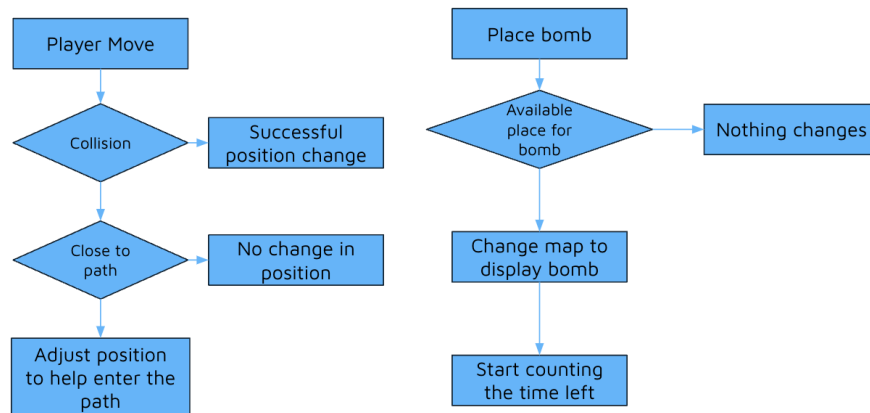 Player Move
Collision
Successful
position change
Close to
path
No change in
position
Adjust position
to help enter the
path
Place bomb
Available
place for
bomb
Nothing changes
Change map to
display bomb
Start counting
the time left